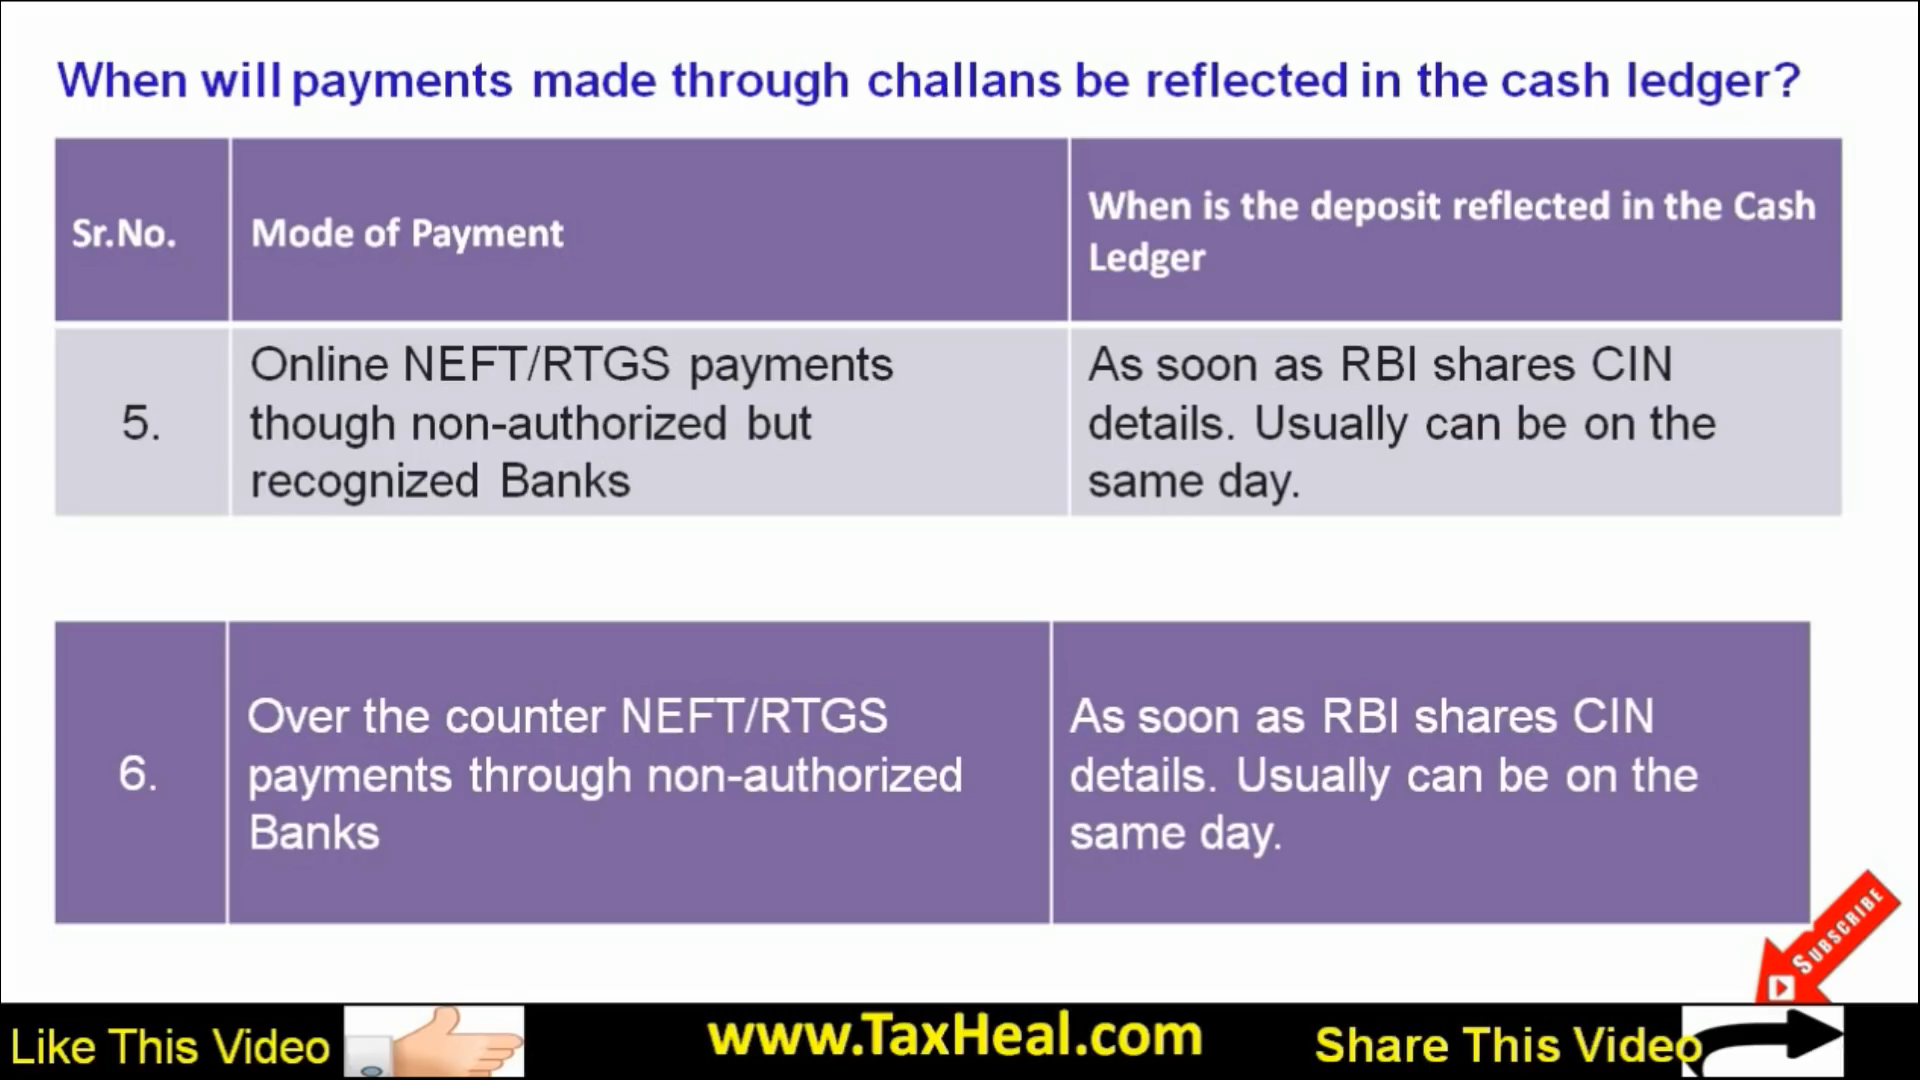 When will payments made through challans be reflected in the cash ledger?
Sr.No.
Mode of Payment
When is the deposit reflected in the Cash
Ledger
5.
Online NEFT/RTGS payments
though non-authorized but
recognized Banks
As soon as RBI shares CIN
details. Usually can be on the
same day.
6.
Over the counter NEFT/RTGS
payments through non-authorized
Banks
As soon as RBI shares CIN
details. Usually can be on the
same day.
SUBSCRIBE
Like This Video
www.TaxHeal.com
Share This Video